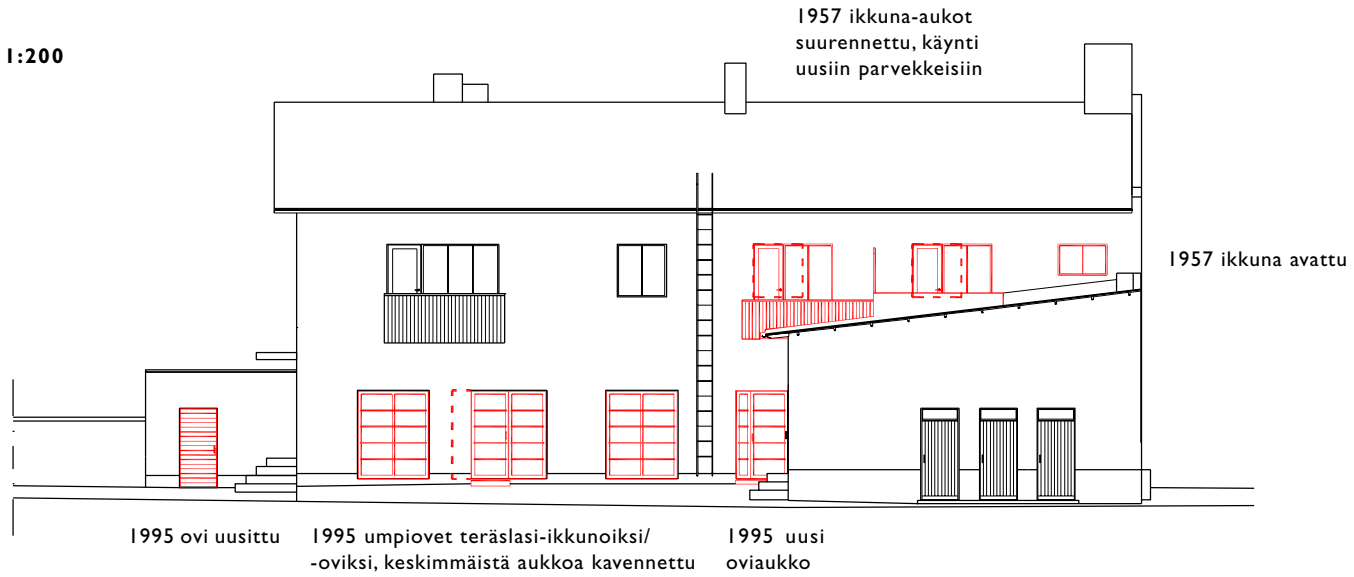 1:200
1957 ikkuna-aukot
suurennettu, käynti
uusiin parvekkeisiin
1957 ikkuna avattu
1995 ovi uusittu
1995 umpiovet teräslasi-ikkunoiksi/
-oviksi, keskimmäistä aukkoa kavennettu
1995 uusi
oviaukko